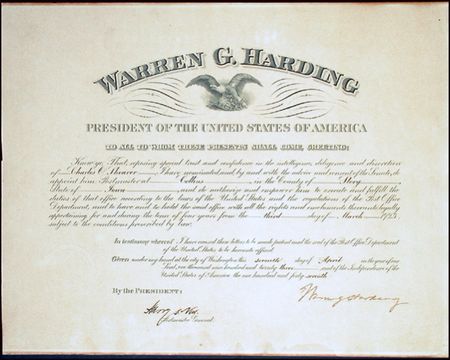 WARREN G. HARDING
PRESIDENT OF THE UNITED STATES OF AMERICA
TO ALL TO WHOM THESE PRESENTS SHALL COME, GREETING:
Know ye, That, reposing special trust and confidence in the intelligence, diligence and discretion
of Charles C. I have nominated and by and with the advice and consent of the Senate, do
appoint him Postmaster at Collins in the County of Story
State of Iowa and do authorize and empower him to execute and fulfill the
duties of that office according to the laws of the United States and the regulations of the Post Office
Department, and to have and to hold the said office with all the rights and emoluments thereunto legally
appertaining for and during the term of four years from the third day of March 1923
subject to the conditions prescribed by law.
In testimony whereof I have caused these letters to be made patent and the seal of the Post Office Department
of the United States to be hereunto affixed.
Given under my hand at the city of Washington this seventh day of April in the year of our
Lord, one thousand nine hundred and twenty three and of the Independence of the
United States of America the one hundred and forty seventh
By the PRESIDENT:
Warren G Harding
Harry S. New
Postmaster General.